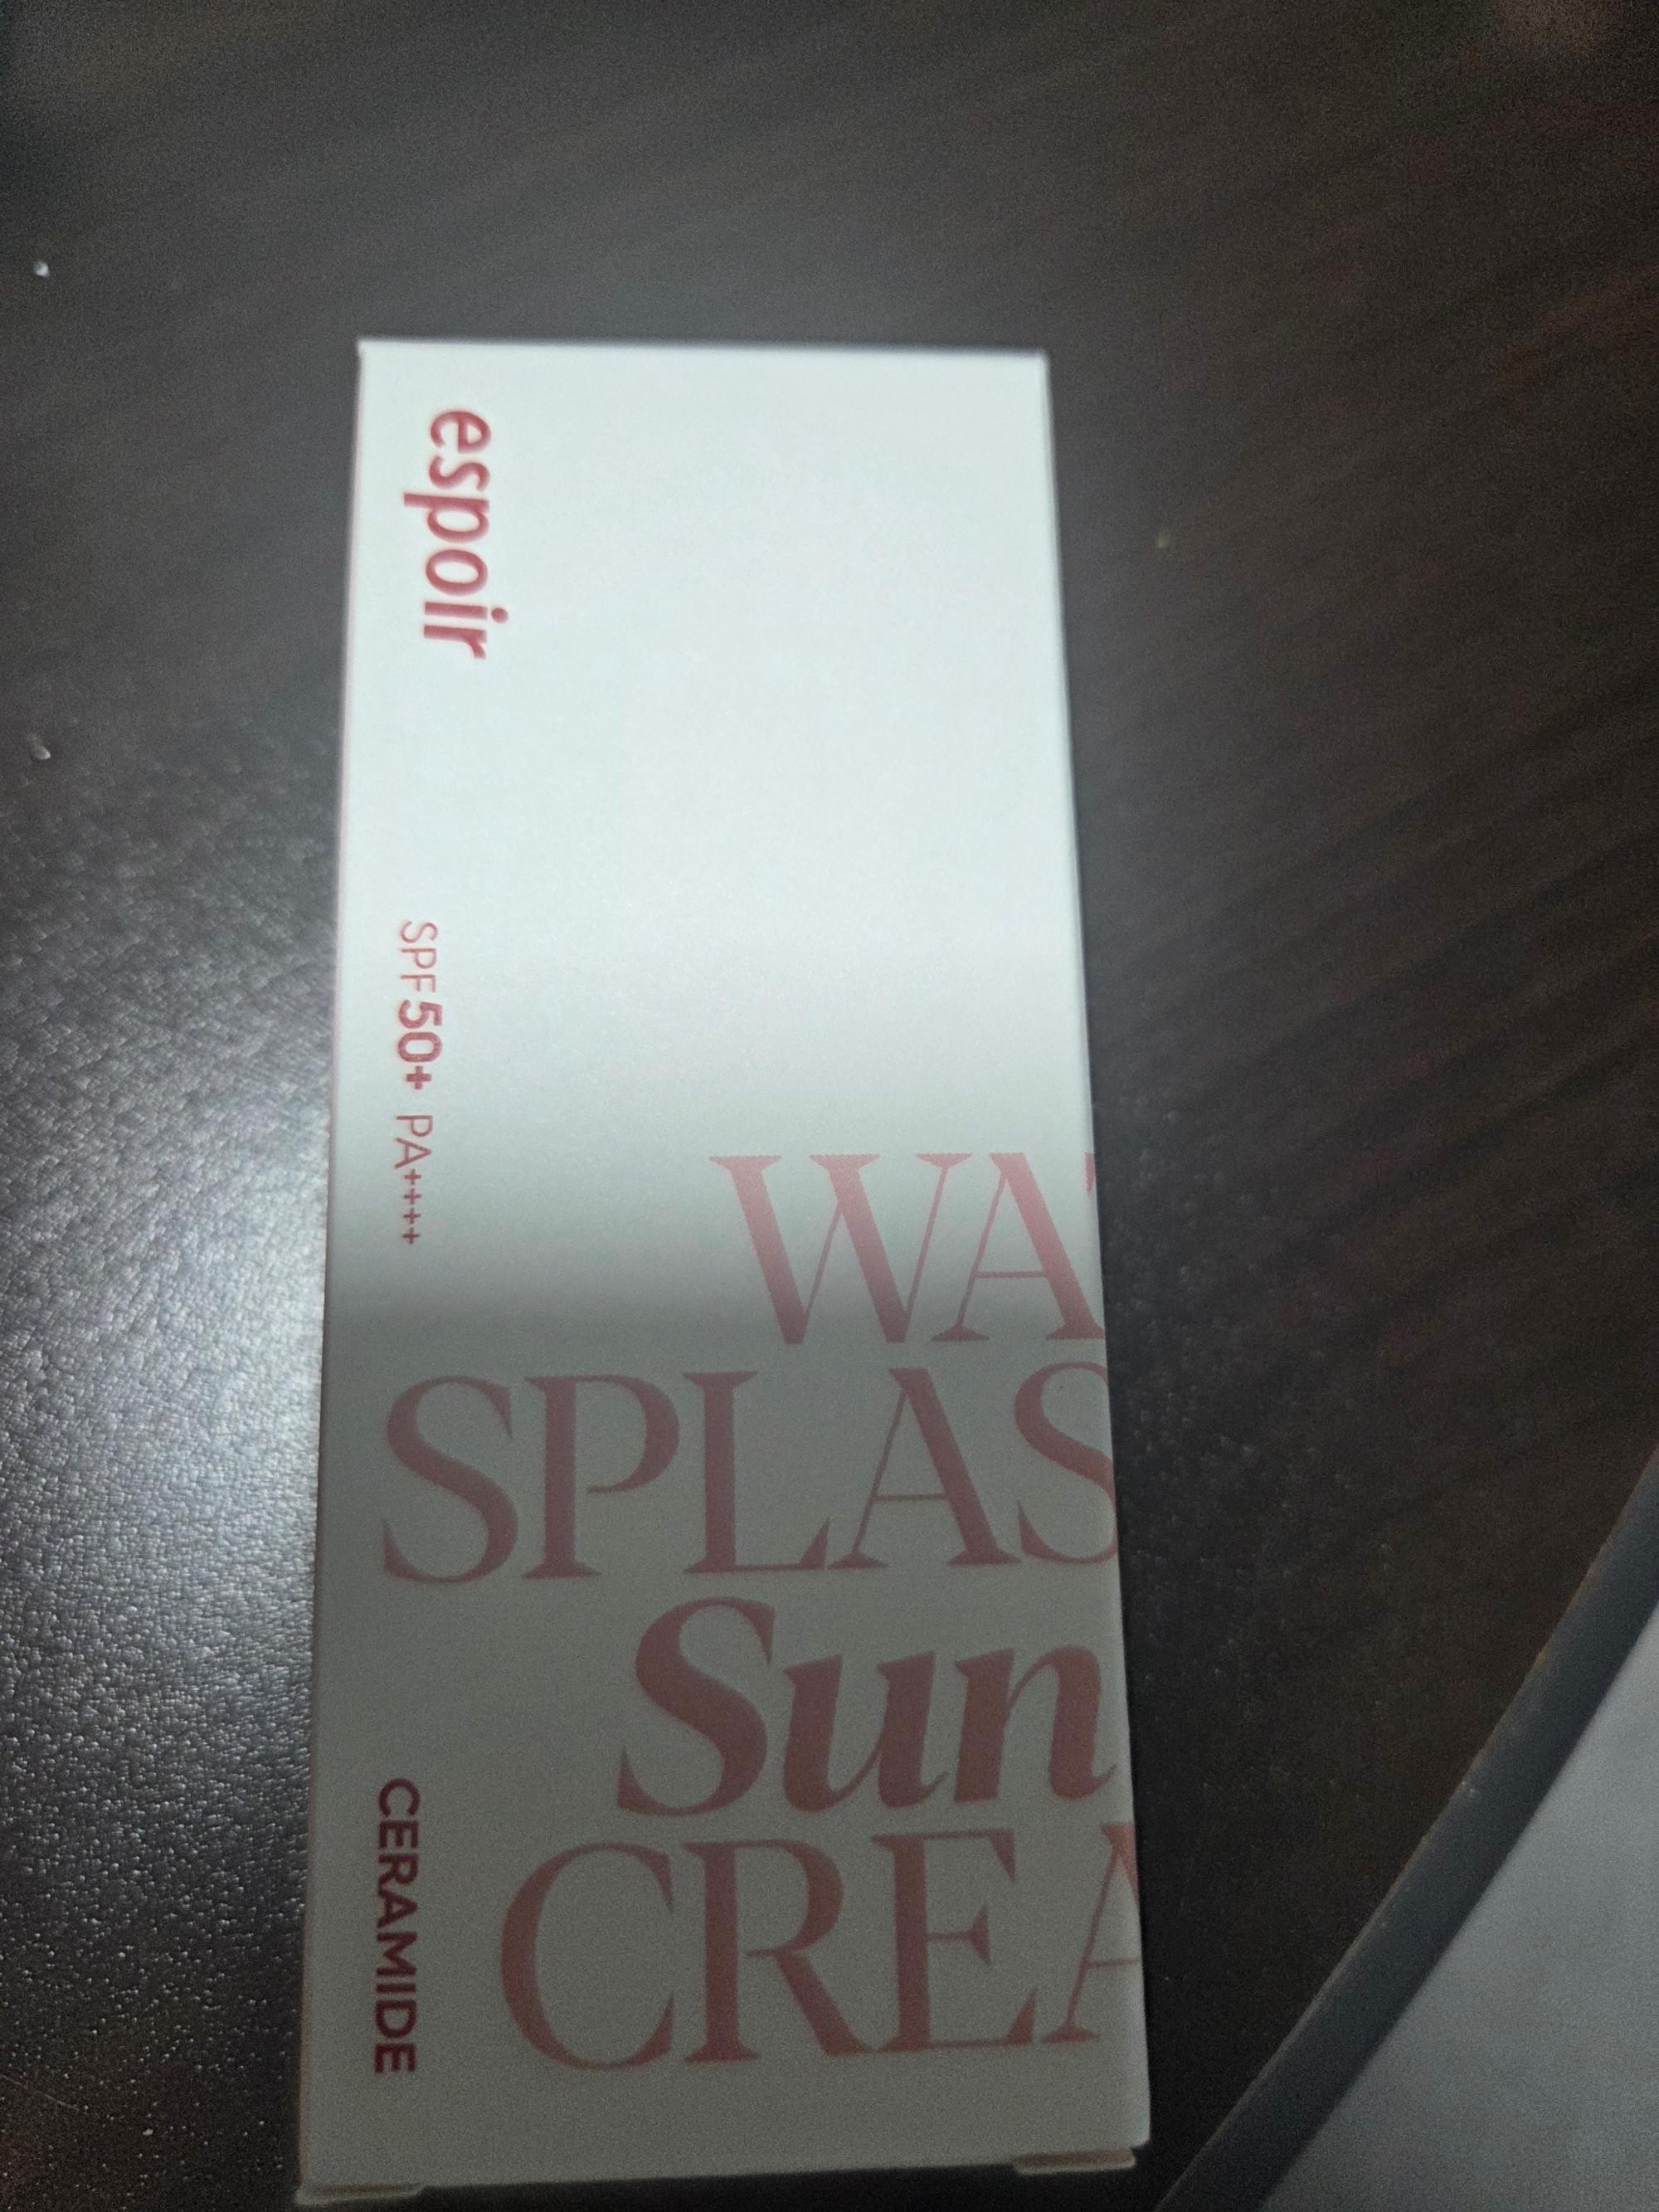 espoir
SPF50+ PA++++
WA
SPLAS
Sun
CREA
CERAMIDE